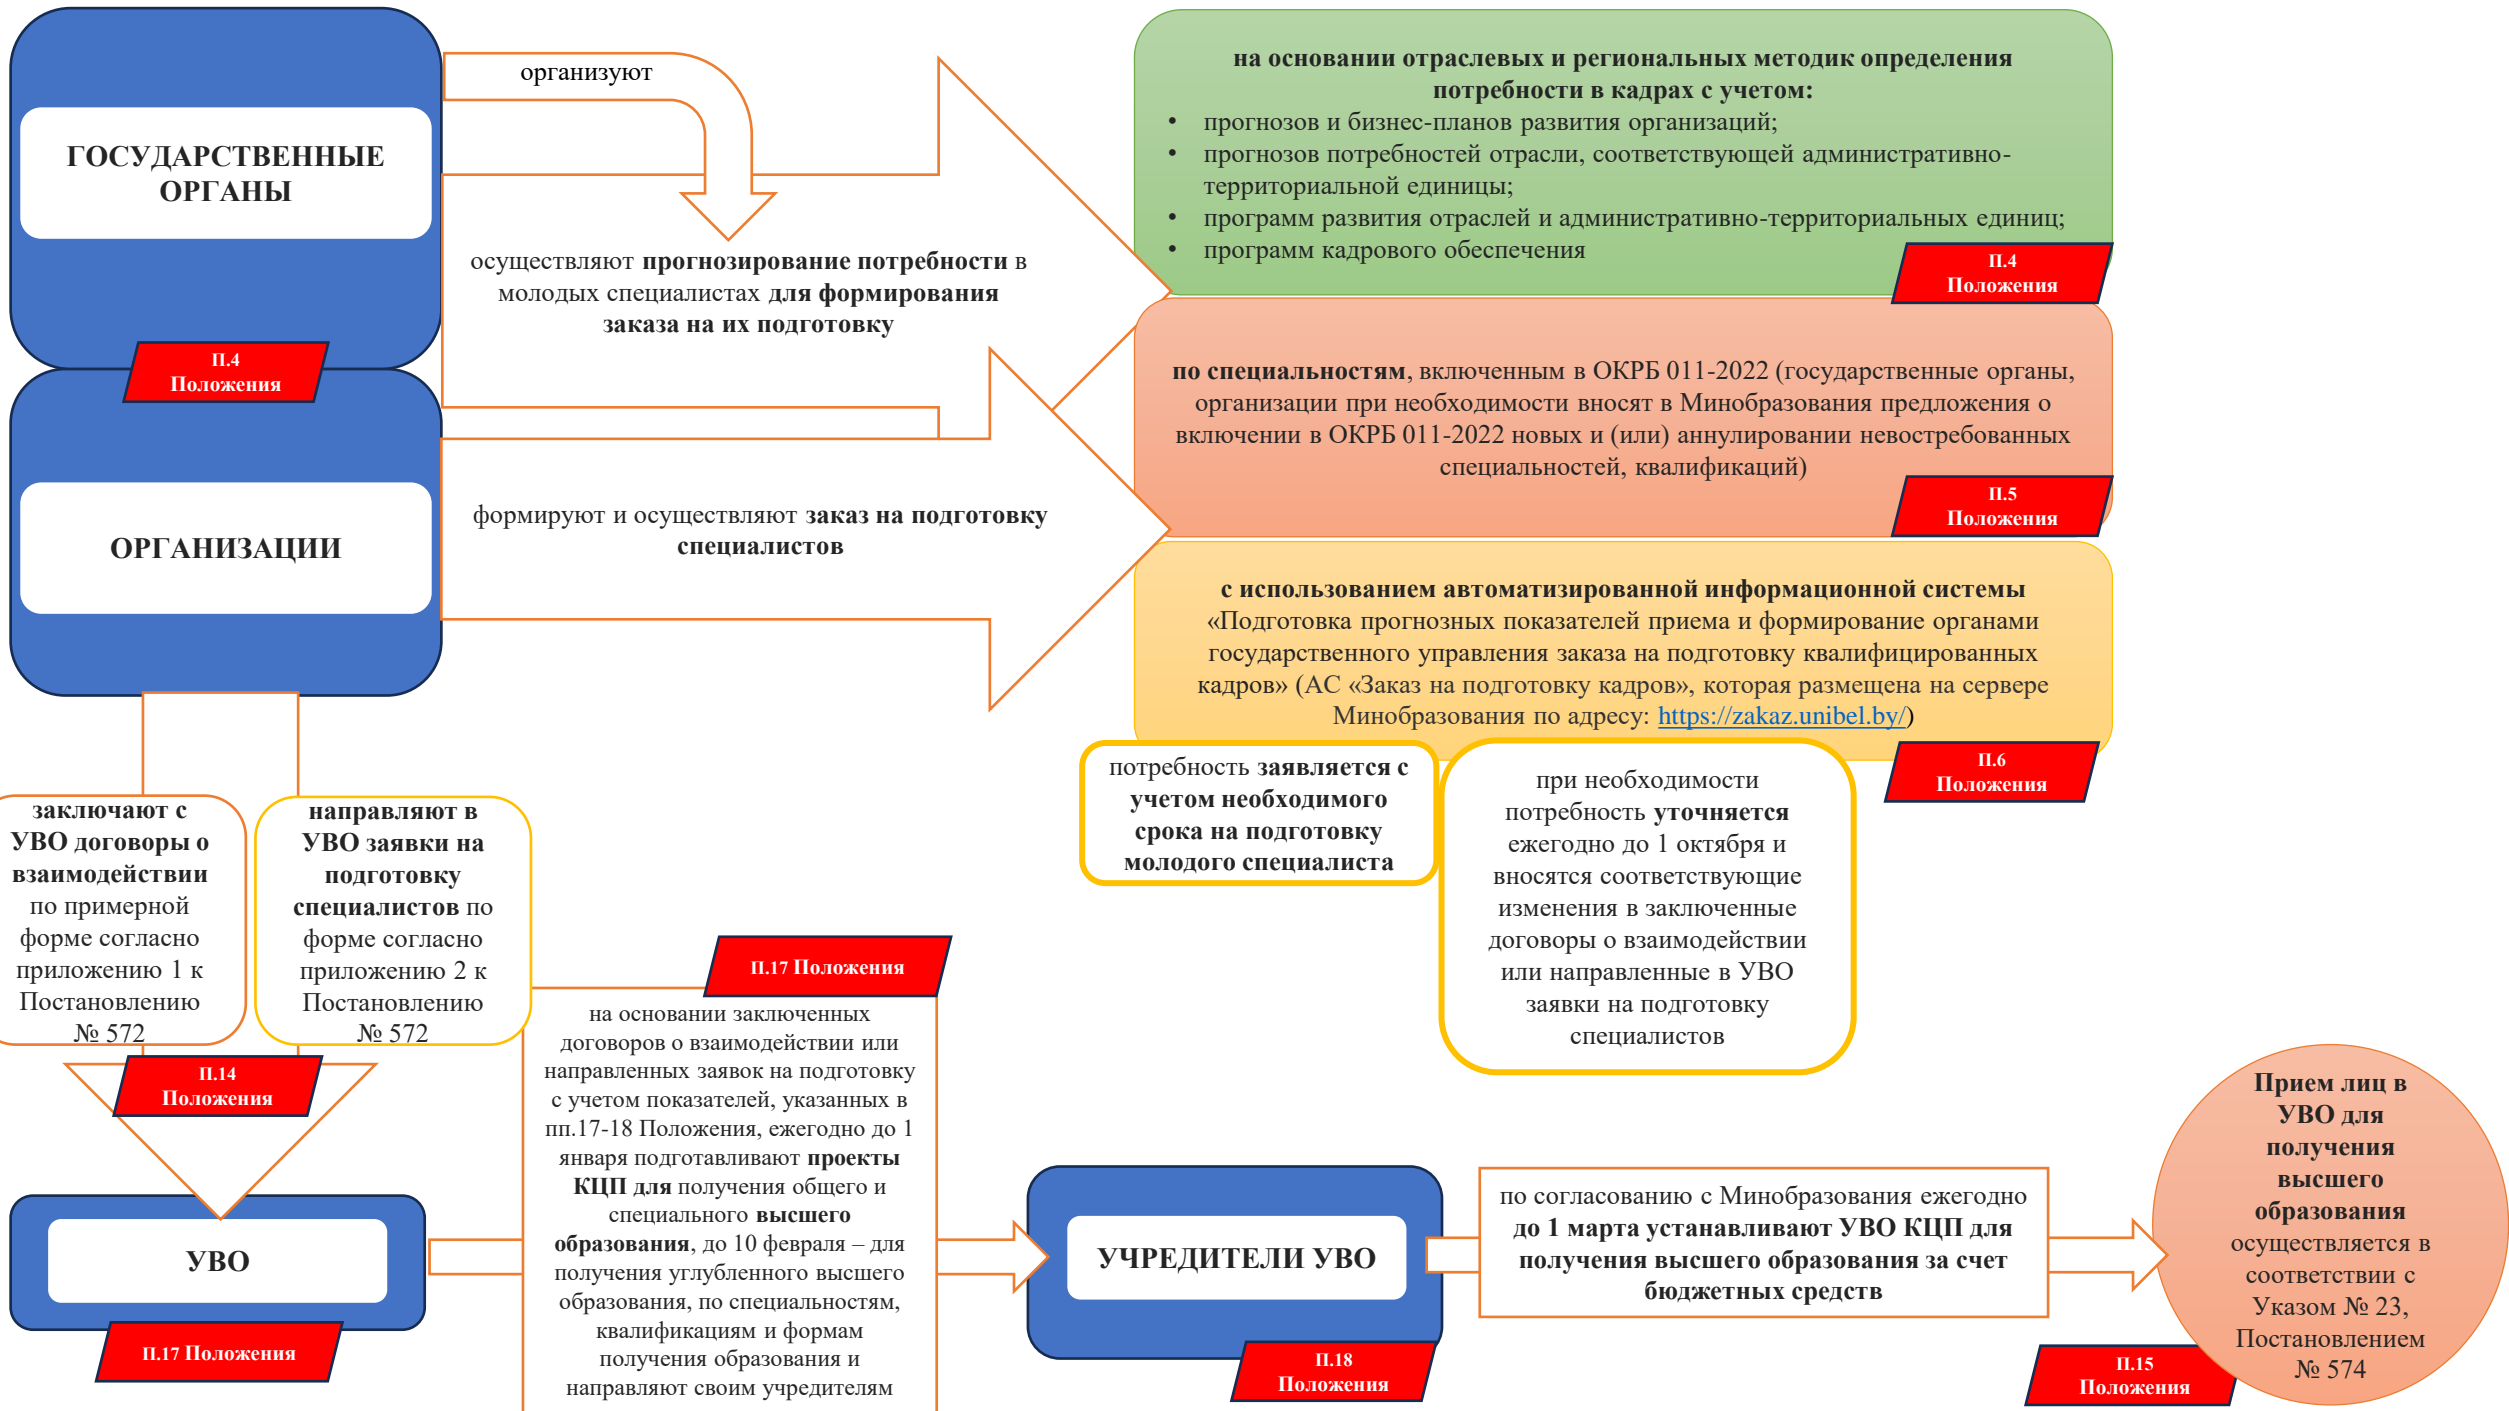 ГОСУДАРСТВЕННЫЕ
ОРГАНЫ
П.4
Положения
организуют
осуществляют прогнозирование потребности в
молодых специалистах для формирования
заказа на их подготовку
на основании отраслевых и региональных методик определения
потребности в кадрах с учетом:
• прогнозов и бизнес-планов развития организаций;
• прогнозов потребностей отрасли, соответствующей административно-
территориальной единицы;
• программ развития отраслей и административно-территориальных единиц;
• программ кадрового обеспечения
П.4
Положения
ОРГАНИЗАЦИИ
формируют и осуществляют заказ на подготовку
специалистов
по специальностям, включенным в ОКРБ 011-2022 (государственные органы,
организации при необходимости вносят в Минобразования предложения о
включении в ОКРБ 011-2022 новых и (или) аннулировании невостребованных
специальностей, квалификаций)
П.5
Положения
с использованием автоматизированной информационной системы
«Подготовка прогнозных показателей приема и формирование органами
государственного управления заказа на подготовку квалифицированных
кадров» (АС «Заказ на подготовку кадров», которая размещена на сервере
Минобразования по адресу: https://zakaz.unibel.by/)
П.6
Положения
потребность заявляется с
учетом необходимого
срока на подготовку
молодого специалиста
при необходимости
потребность уточняется
ежегодно до 1 октября и
вносятся соответствующие
изменения в заключенные
договоры о взаимодействии
или направленные в УВО
заявки на подготовку
специалистов
заключают с
УВО договоры о
взаимодействии
по примерной
форме согласно
приложению 1 к
Постановлению
№ 572
направляют в
УВО заявки на
подготовку
специалистов по
форме согласно
приложению 2 к
Постановлению
№ 572
П.14
Положения
УВО
П.17 Положения
П.17 Положения
на основании заключенных
договоров о взаимодействии или
направленных заявок на подготовку
с учетом показателей, указанных в
пп.17-18 Положения, ежегодно до 1
января подготавливают проекты
КЦП для получения общего и
специального высшего
образования, до 10 февраля – для
получения углубленного высшего
образования, по специальностям,
квалификациям и формам
получения образования и
направляют своим учредителям
УЧРЕДИТЕЛИ УВО
П.18
Положения
по согласованию с Минобразования ежегодно
до 1 марта устанавливают УВО КЦП для
получения высшего образования за счет
бюджетных средств
Прием лиц в
УВО для
получения
высшего
образования
осуществляется в
соответствии с
Указом № 23,
Постановлением
№ 574
П.15
Положения